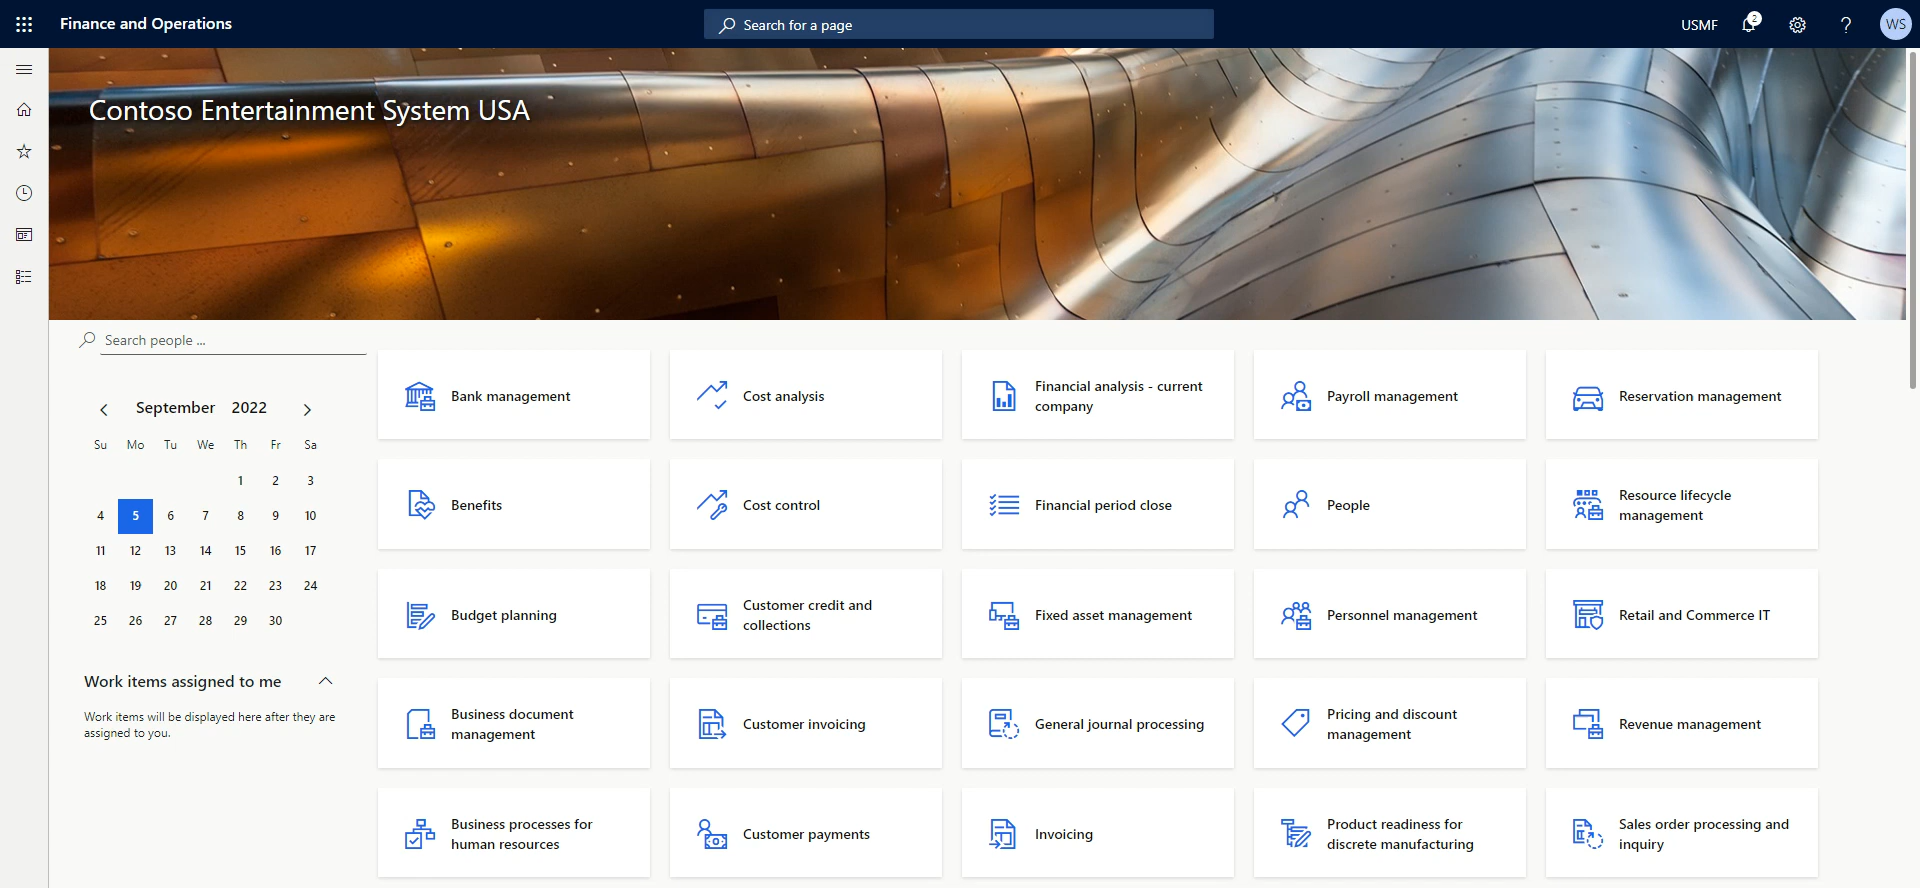 Finance and Operations
Search for a page
USMF
2
WS
Contoso Entertainment System USA
Search people ...
September 2022
Su Mo Tu We Th Fr Sa
1 2 3
4 5 6 7 8 9 10
11 12 13 14 15 16 17
18 19 20 21 22 23 24
25 26 27 28 29 30
Work items assigned to me
Work items will be displayed here after they are
assigned to you.
Bank management
Cost analysis
Financial analysis - current
company
Payroll management
Reservation management
Benefits
Cost control
Financial period close
People
Resource lifecycle
management
Budget planning
Customer credit and
collections
Fixed asset management
Personnel management
Retail and Commerce IT
Business document
management
Customer invoicing
General journal processing
Pricing and discount
management
Revenue management
Business processes for
human resources
Customer payments
Invoicing
Product readiness for
discrete manufacturing
Sales order processing and
inquiry